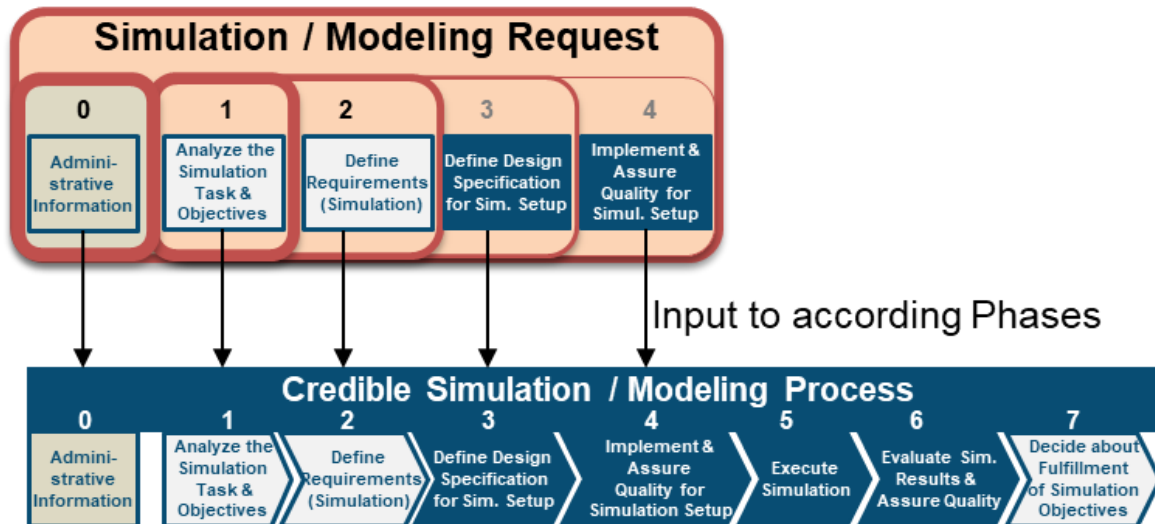 Simulation / Modeling Request
0
Admini-
strative
Information
1
Analyze the
Simulation
Task &
Objectives
2
Define
Requirements
(Simulation)
3
Define Design
Specification
for Sim. Setup
4
Implement &
Assure
Quality for
Simul. Setup
Input to according Phases
Credible Simulation / Modeling Process
0
Admini-
strative
Information
1
Analyze the
Simulation
Task &
Objectives
2
Define
Requirements
(Simulation)
3
Define Design
Specification
for Sim. Setup
4
Implement &
Assure
Quality for
Simulation Setup
5
Execute
Simulation
6
Evaluate Sim.
Results &
Assure Quality
7
Decide about
Fulfillment
of Simulation
Objectives